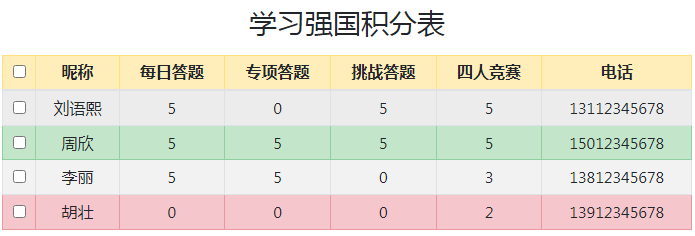 学习强国积分表
昵称 每日答题 专项答题 挑战答题 四人竞赛 电话
刘语熙 5 0 5 5 13112345678
周欣 5 5 5 5 15012345678
李丽 5 5 0 3 13812345678
胡壮 0 0 0 2 13912345678